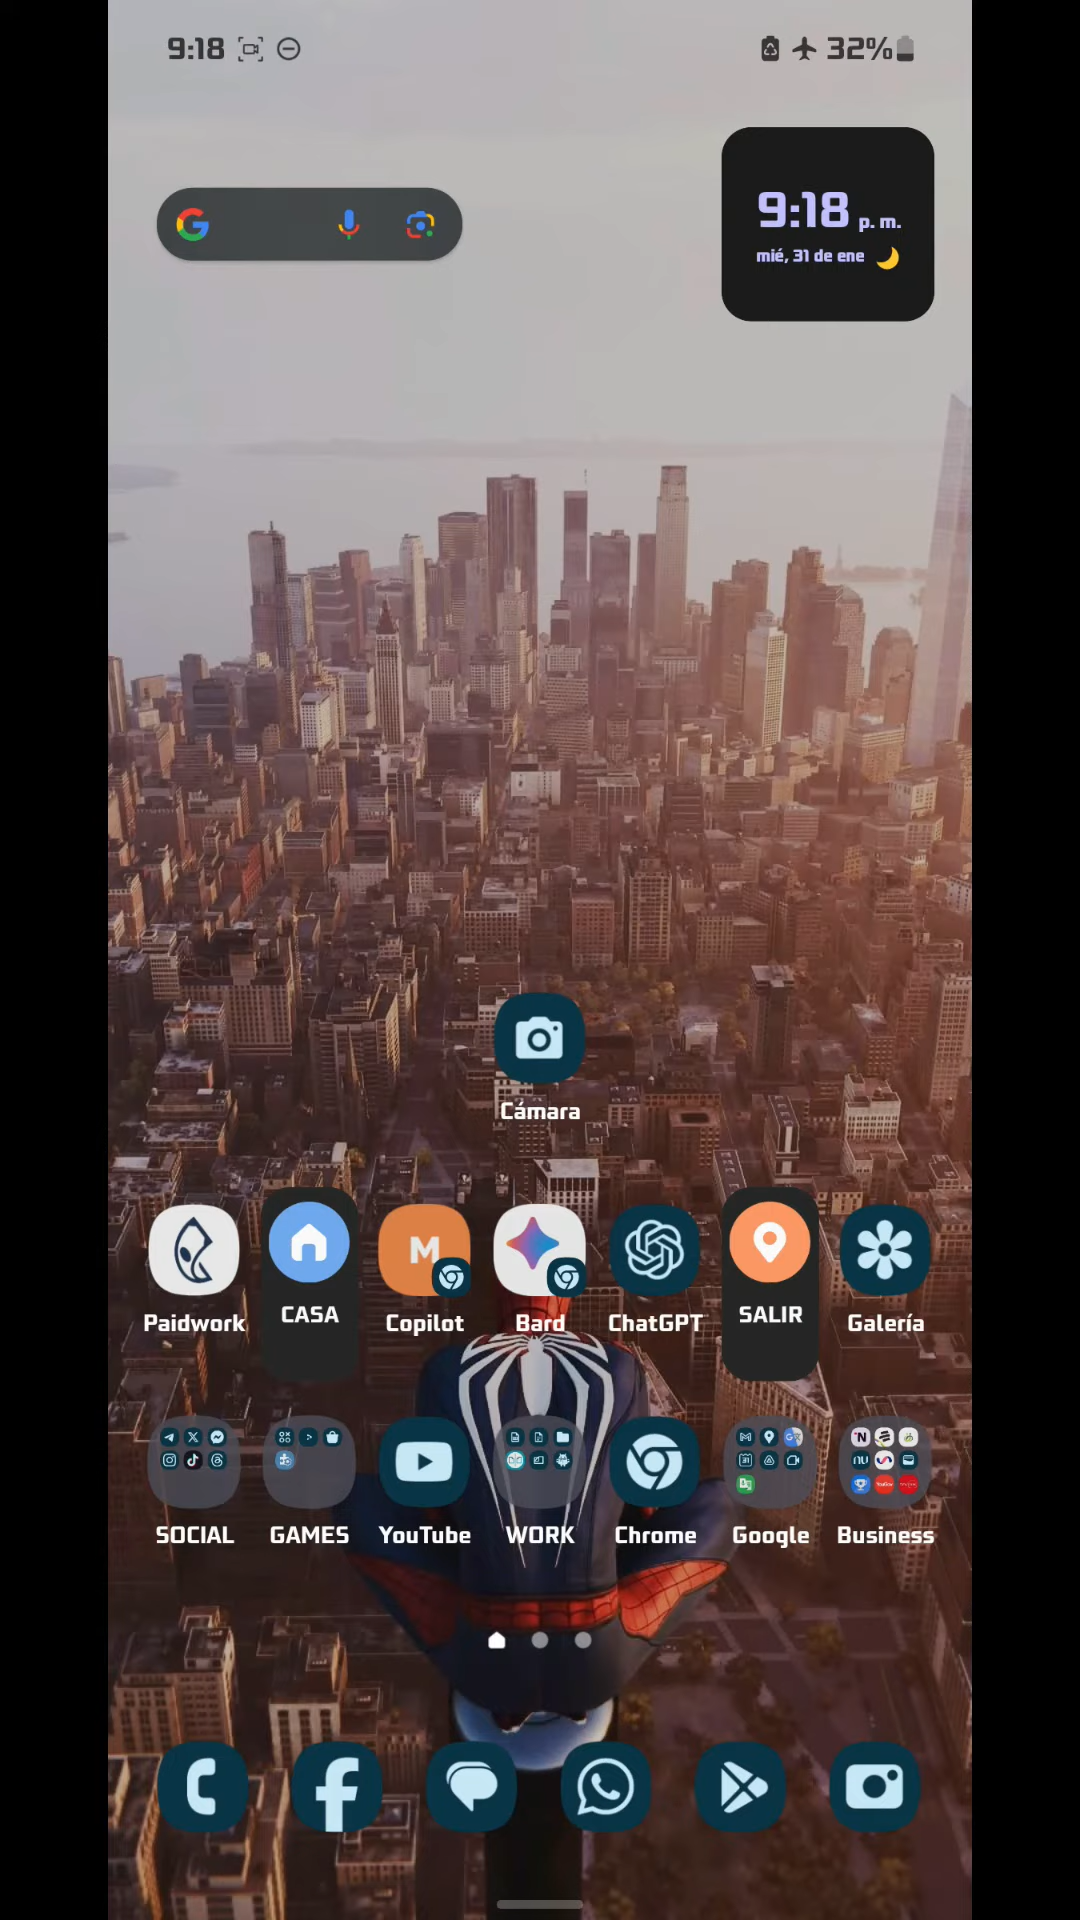 9:18
32%
9:18 p. m.
mié, 31 de ene
Cámara
Paidwork
CASA
M
Copilot
Bard
ChatGPT
SALIR
Galería
SOCIAL
GAMES
YouTube
WORK
Chrome
Google
Business